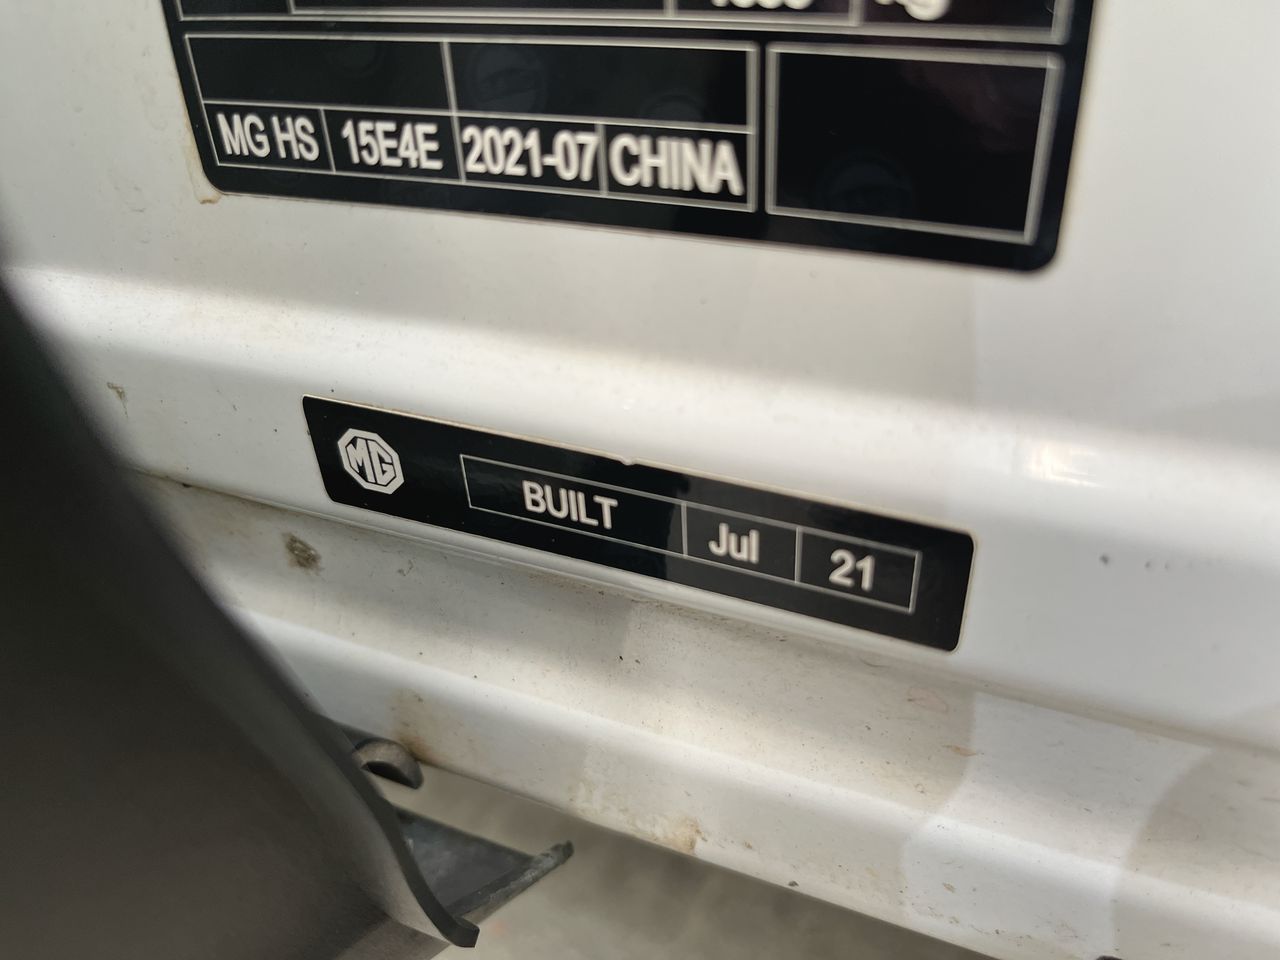 MG HS 15E4E 2021-07 CHINA
MG BUILT Jul 21